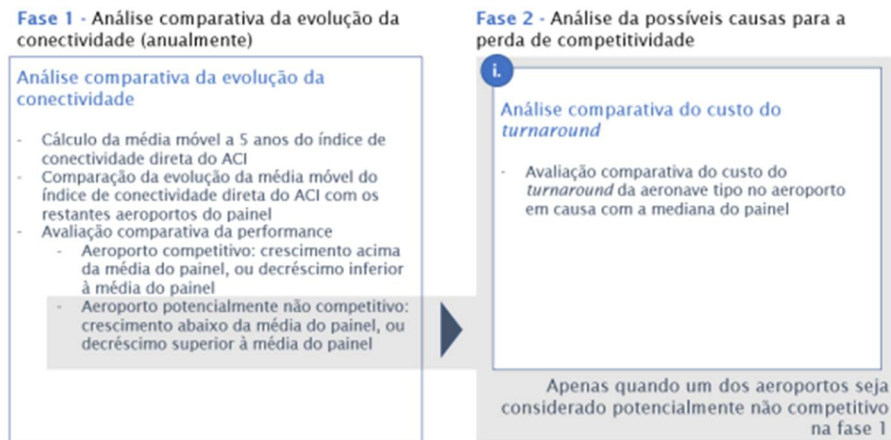 Fase 1 - Análise comparativa da evolução da
conectividade (anualmente)
Análise comparativa da evolução da
conectividade
- Cálculo da média móvel a 5 anos do índice de
conectividade direta do ACI
- Comparação da evolução da média móvel do
índice de conectividade direta do ACI com os
restantes aeroportos do painel
- Avaliação comparativa da performance
- Aeroporto competitivo: crescimento acima
da média do painel, ou decréscimo inferior
à média do painel
- Aeroporto potencialmente não competitivo:
crescimento abaixo da média do painel, ou
decréscimo superior à média do painel
Fase 2 - Análise da possíveis causas para a
perda de competitividade
i.
Análise comparativa do custo do
turnaround
- Avaliação comparativa do custo do
turnaround da aeronave tipo no aeroporto
em causa com a mediana do painel
Apenas quando um dos aeroportos seja
considerado potencialmente não competitivo
na fase 1